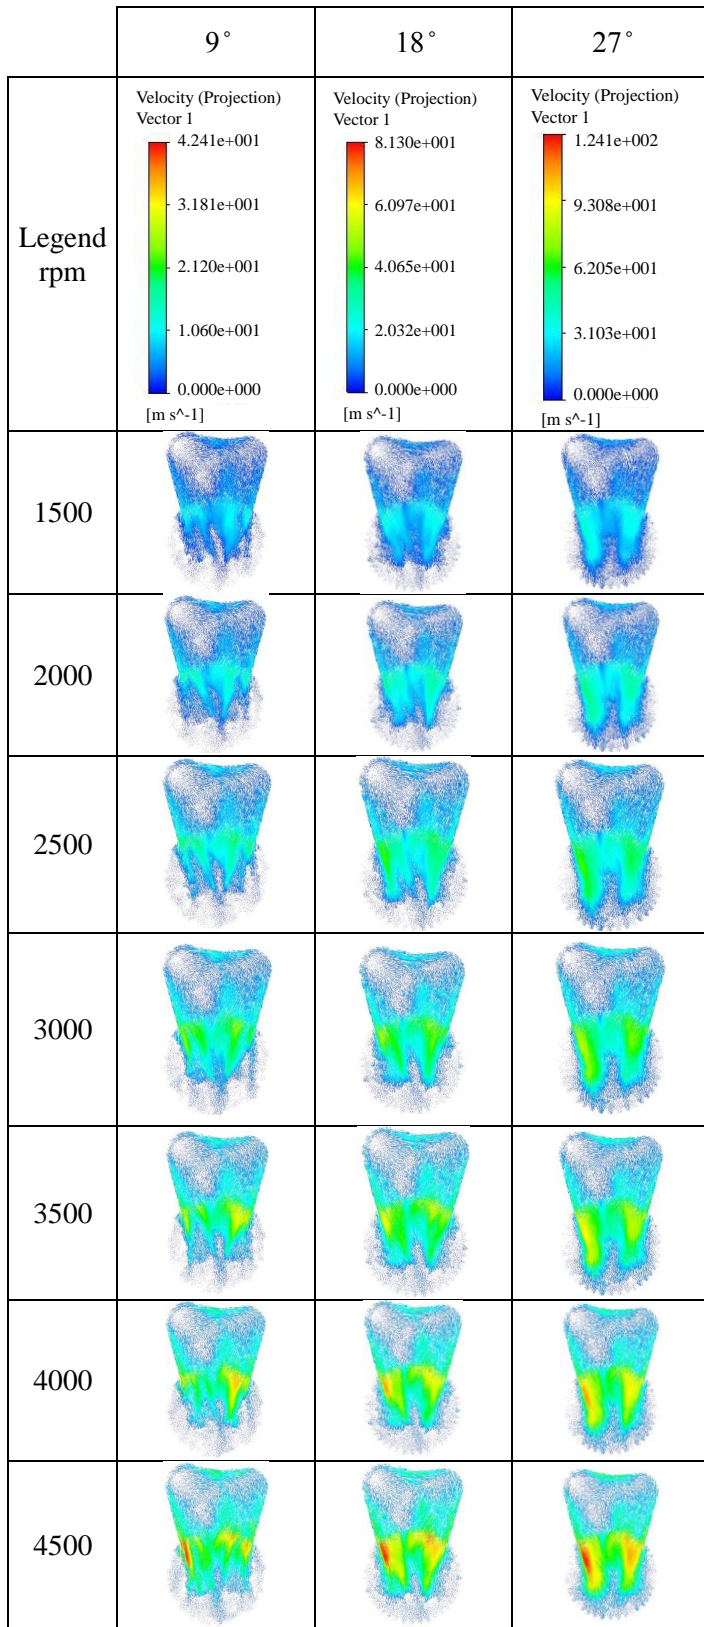 9° 18° 27°
Legend
rpm
Velocity (Projection)
Vector 1
4.241e+001
3.181e+001
2.120e+001
1.060e+001
0.000e+000
[m s^-1]
Velocity (Projection)
Vector 1
8.130e+001
6.097e+001
4.065e+001
2.032e+001
0.000e+000
[m s^-1]
Velocity (Projection)
Vector 1
1.241e+002
9.308e+001
6.205e+001
3.103e+001
0.000e+000
[m s^-1]
1500
2000
2500
3000
3500
4000
4500